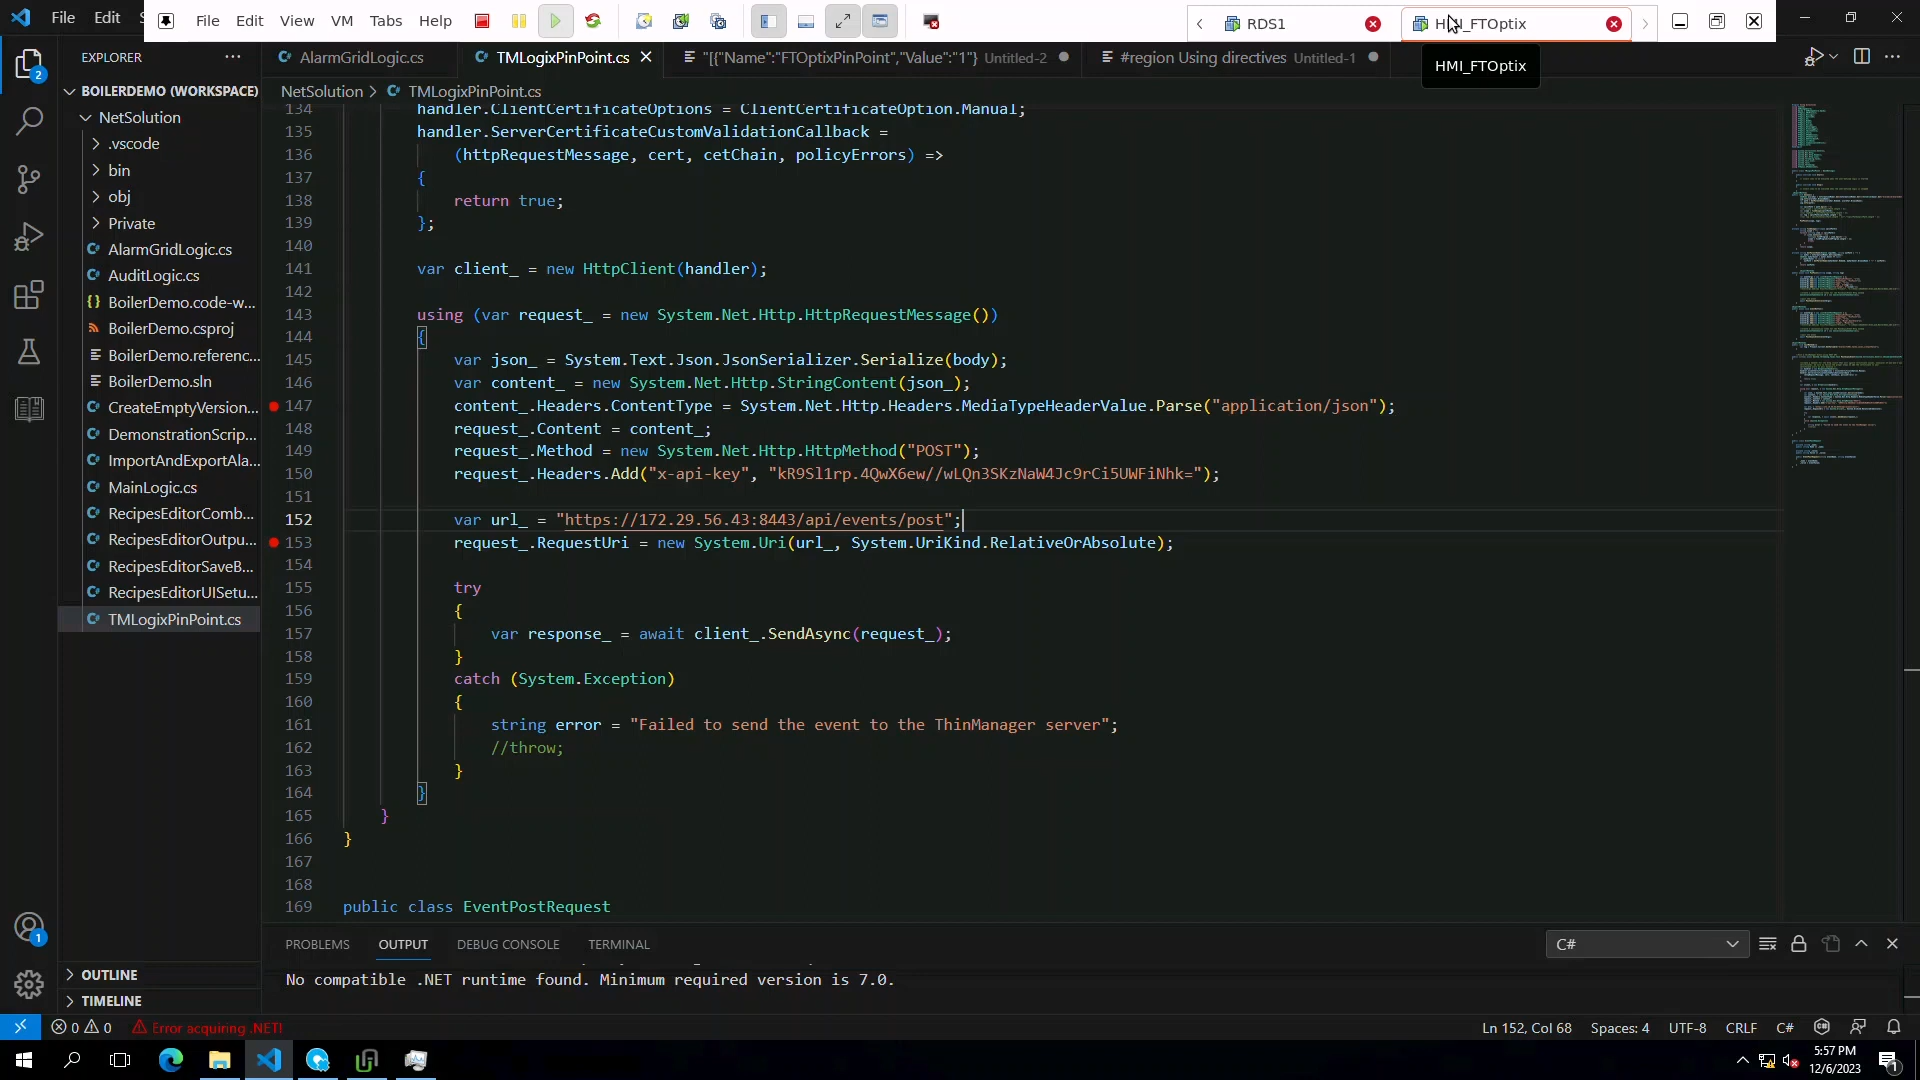 File Edit S
File Edit View VM Tabs Help
RDS1
HMI_FTOptix
HMI_FTOptix
EXPLORER
AlarmGridLogic.cs
TMLogixPinPoint.cs
"[{"Name":"FTOptixPinPoint","Value":"1"} Untitled-2
#region Using directives Untitled-1
BOILERDEMO (WORKSPACE)
NetSolution
.vscode
bin
obj
Private
AlarmGridLogic.cs
AuditLogic.cs
BoilerDemo.code-w...
BoilerDemo.csproj
BoilerDemo.referenc...
BoilerDemo.sln
CreateEmptyVersion...
DemonstrationScrip...
ImportAndExportAla...
MainLogic.cs
RecipesEditorComb...
RecipesEditorOutpu...
RecipesEditorSaveB...
RecipesEditorUISetu...
TMLogixPinPoint.cs
OUTLINE
TIMELINE
2
1
NetSolution > TMLogixPinPoint.cs
134 handler.ClientCertificateOptions = ClientCertificateOption.Manual;
135 handler.ServerCertificateCustomValidationCallback =
136 (httpRequestMessage, cert, cetChain, policyErrors) =>
137 {
138 return true;
139 };
140
141 var client_ = new HttpClient(handler);
142
143 using (var request_ = new System.Net.Http.HttpRequestMessage())
144 {
145 var json_ = System.Text.Json.JsonSerializer.Serialize(body);
146 var content_ = new System.Net.Http.StringContent(json_);
147 content_.Headers.ContentType = System.Net.Http.Headers.MediaTypeHeaderValue.Parse("application/json");
148 request_.Content = content_;
149 request_.Method = new System.Net.Http.HttpMethod("POST");
150 request_.Headers.Add("x-api-key", "kR9Sl1rp.4QwX6ew//wLQn3SKzNaW4Jc9rCi5UWFiNhk=");
151
152 var url_ = "https://172.29.56.43:8443/api/events/post";
153 request_.RequestUri = new System.Uri(url_, System.UriKind.RelativeOrAbsolute);
154
155 try
156 {
157 var response_ = await client_.SendAsync(request_);
158 }
159 catch (System.Exception)
160 {
161 string error = "Failed to send the event to the ThinManager server";
162 //throw;
163 }
164 }
165 }
166 }
167
168
169 public class EventPostRequest
PROBLEMS OUTPUT DEBUG CONSOLE TERMINAL
C#
No compatible .NET runtime found. Minimum required version is 7.0.
0 0 Error acquiring .NET!
Ln 152, Col 68 Spaces: 4 UTF-8 CRLF C#
5:57 PM
12/6/2023
1